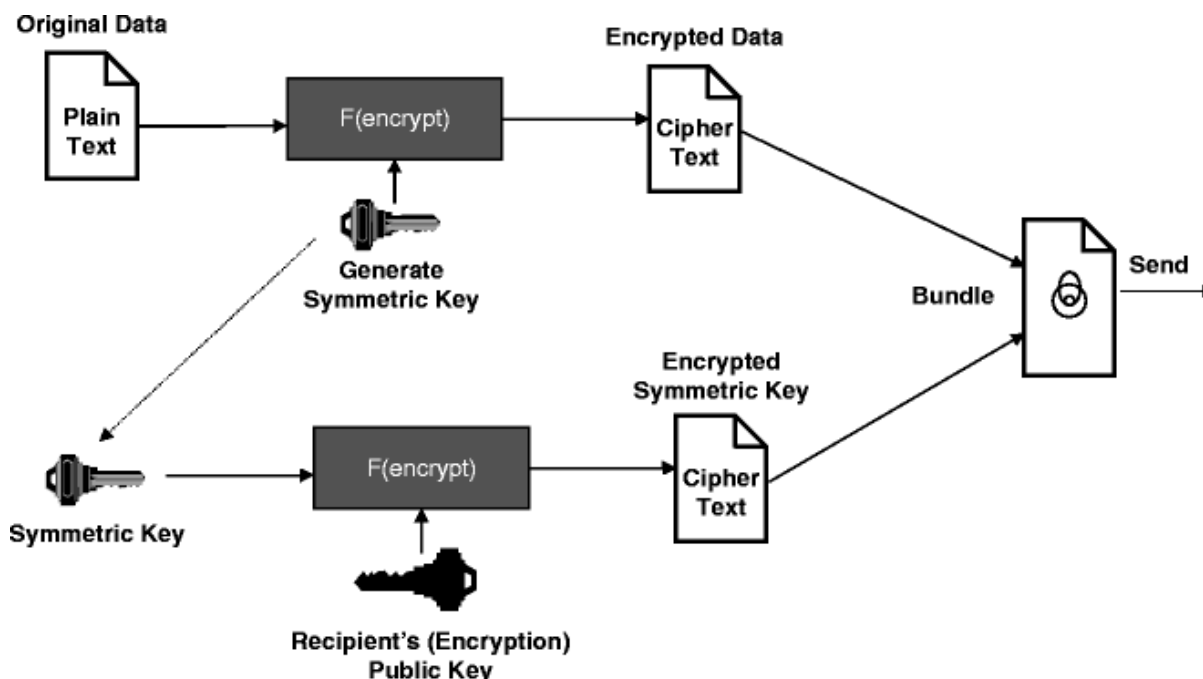 Original Data
Plain
Text
F(encrypt)
Encrypted Data
Cipher
Text
Generate
Symmetric Key
Bundle
Send
Symmetric Key
F(encrypt)
Encrypted
Symmetric Key
Cipher
Text
Recipient's (Encryption)
Public Key